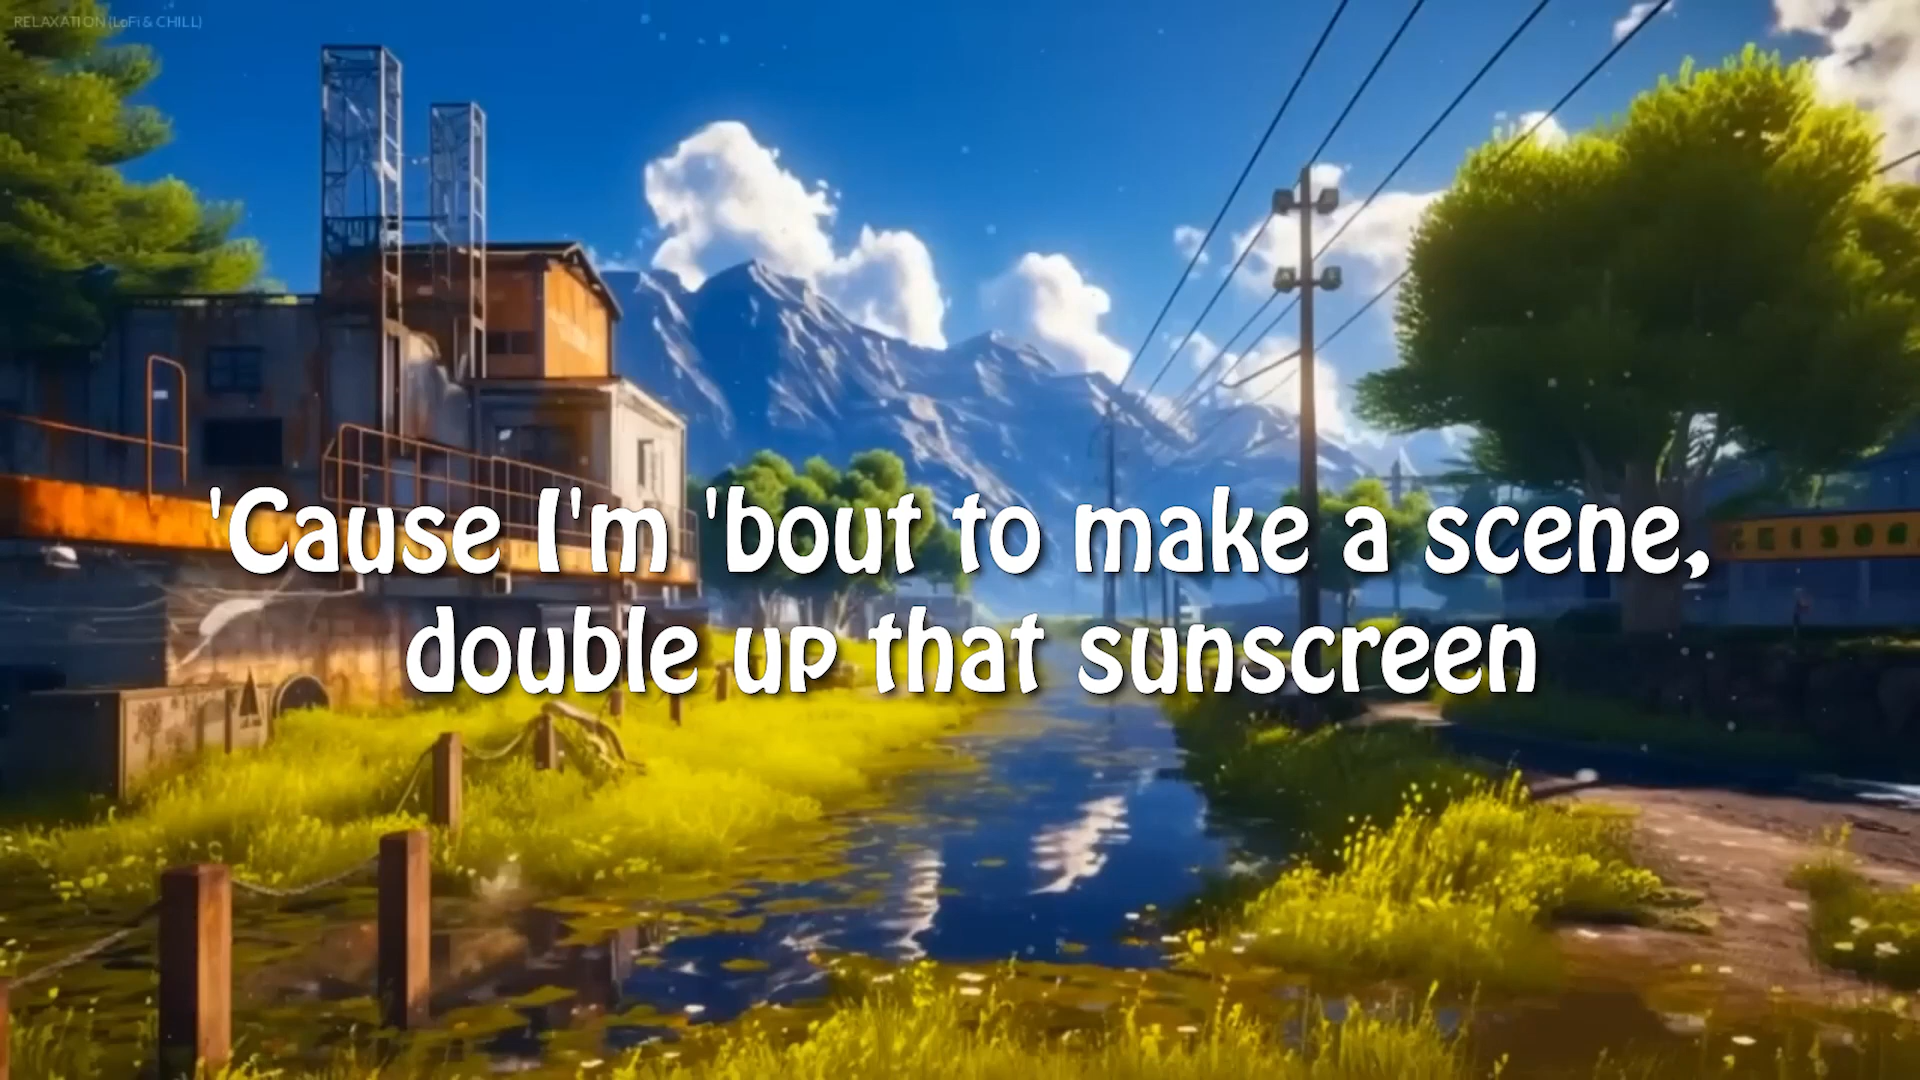 RELAXATION (LoFi & CHILL)
'Cause I'm 'bout to make a scene,
double up that sunscreen